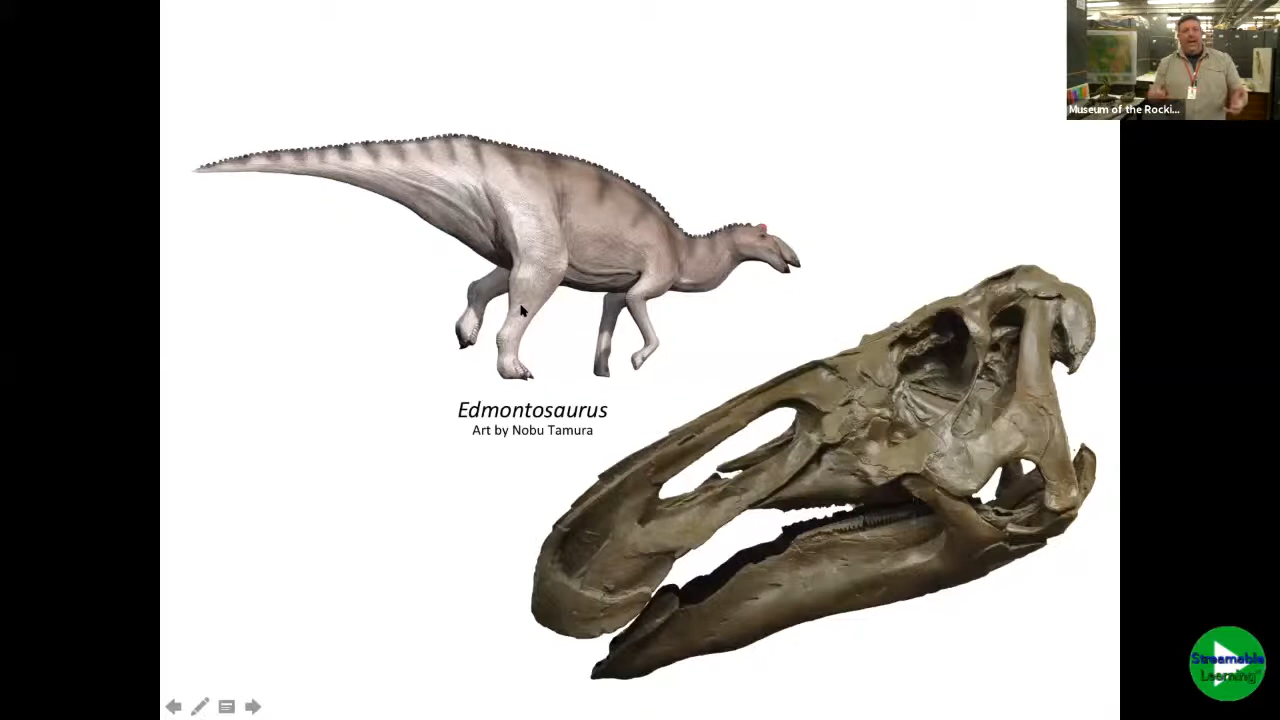 Museum of the Rocki...
Edmontosaurus
Art by Nobu Tamura
Streamable
Learning